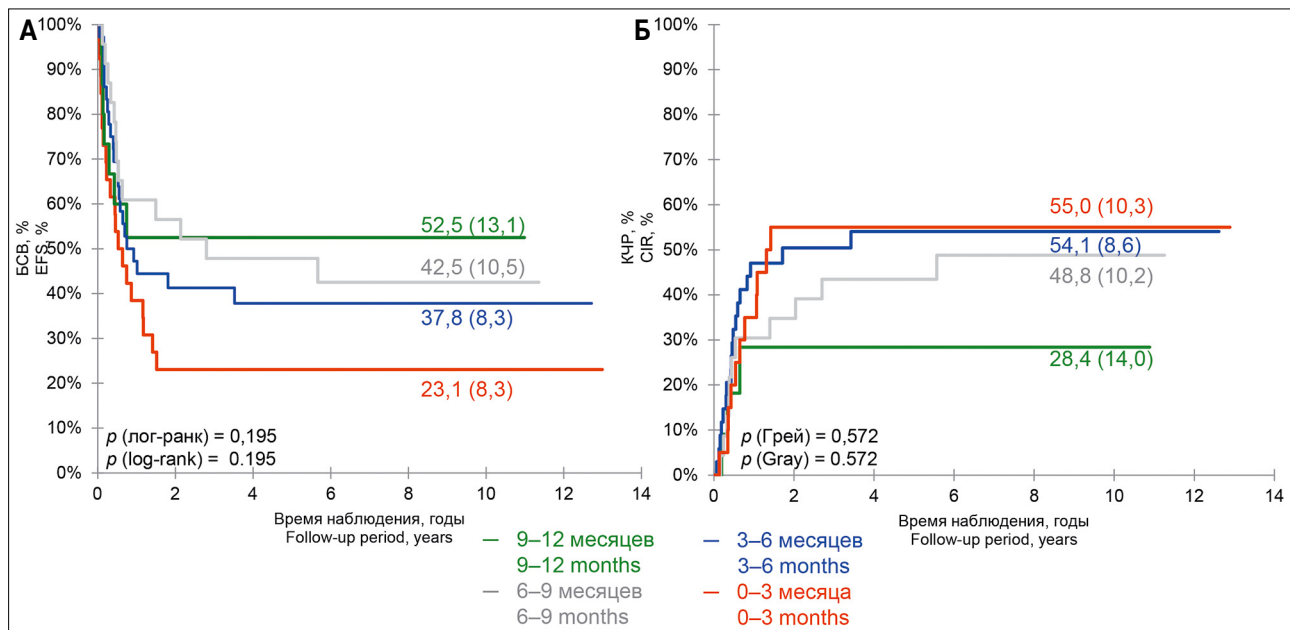 А
БСВ, %
EFS, %
100%
90%
80%
70%
60%
50%
40%
30%
20%
10%
0%
52,5 (13,1)
42,5 (10,5)
37,8 (8,3)
23,1 (8,3)
p (лог-ранк) = 0,195
p (log-rank) = 0.195
0 2 4 6 8 10 12 14
Время наблюдения, годы
Follow-up period, years
Б
КЧР, %
CIR, %
100%
90%
80%
70%
60%
50%
40%
30%
20%
10%
0%
55,0 (10,3)
54,1 (8,6)
48,8 (10,2)
28,4 (14,0)
p (Грей) = 0,572
p (Gray) = 0.572
0 2 4 6 8 10 12 14
Время наблюдения, годы
Follow-up period, years
9–12 месяцев
9–12 months
6–9 месяцев
6–9 months
3–6 месяцев
3–6 months
0–3 месяца
0–3 months